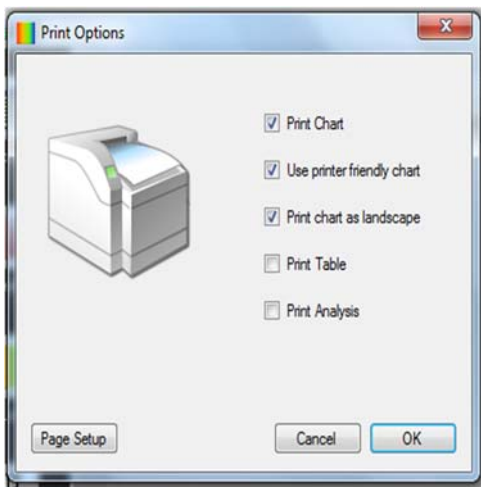 Print Options
Print Chart
Use printer friendly chart
Print chart as landscape
Print Table
Print Analysis
Page Setup
Cancel
OK